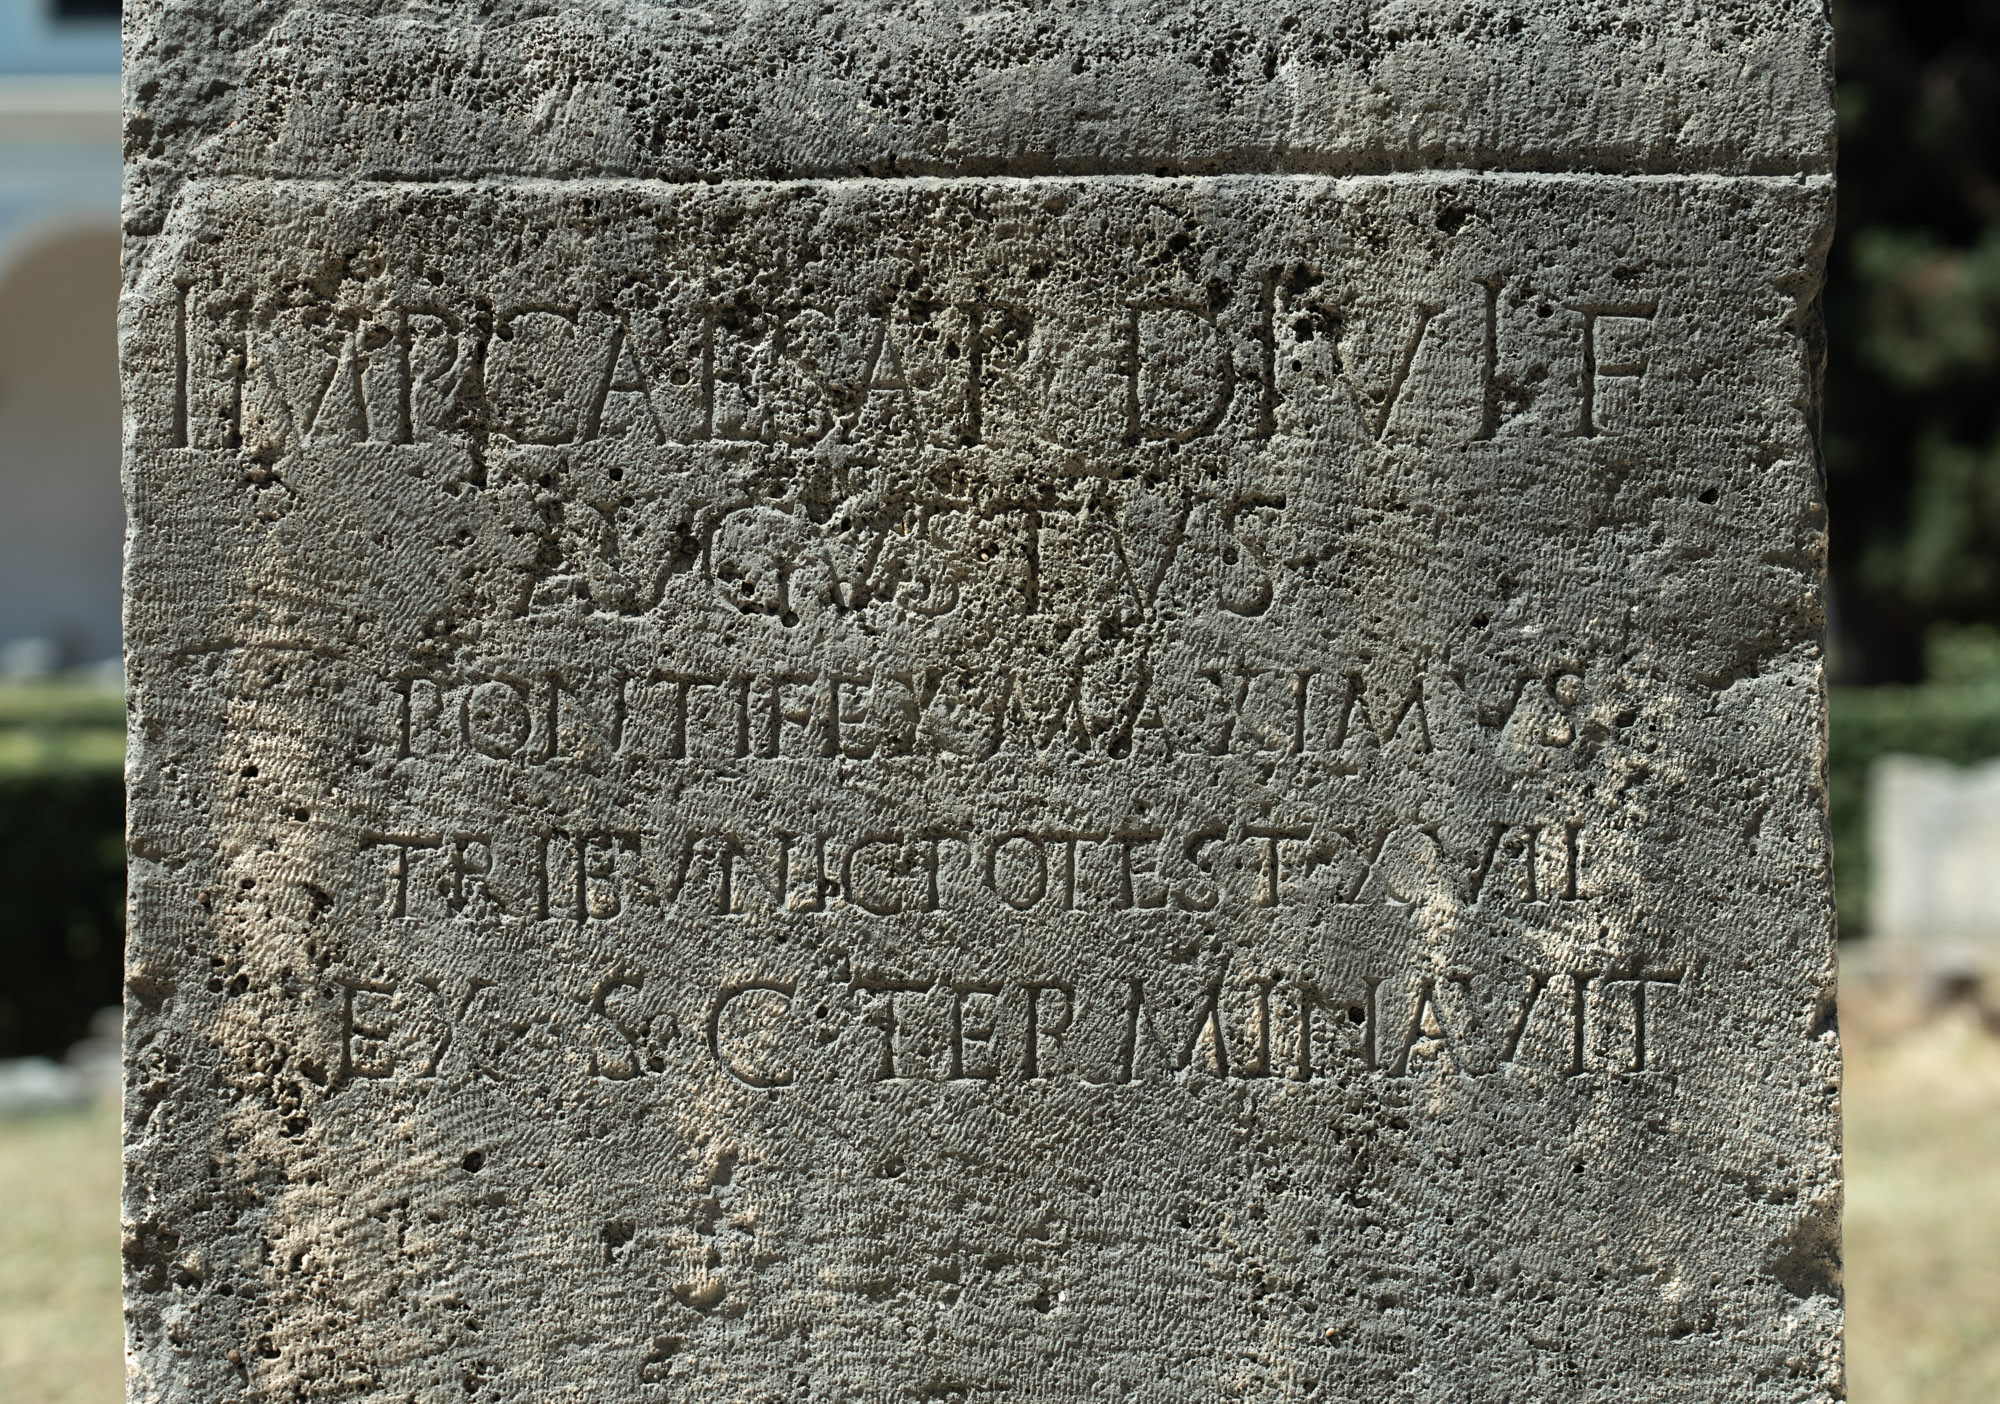 IMP CAESAR DIVI F
AVGVSTVS
PONTIFEX MAXIMVS
TRIBVNIC POTEST XVII
EX S C TERMINAVIT